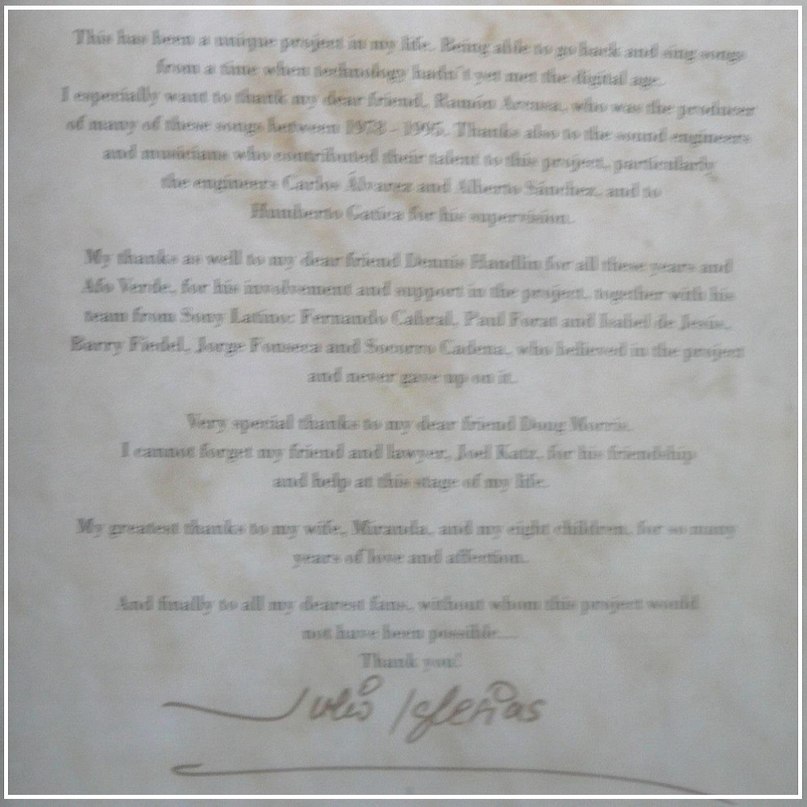 This has been a unique project in my life. Being able to go back and sing songs
from a time when technology hadn't yet met the digital age.
I especially want to thank my dear friend, Ramón Arcusa, who was the producer
of many of these songs between 1978 - 1995. Thanks also to the sound engineers
and musicians who contributed their talent to this project, particularly
the engineers Carlos Álvarez and Alberto Sánchez, and to
Humberto Gatica for his supervision.
My thanks as well to my dear friend Dennis Handlin for all these years and
Afo Verde, for his involvement and support in the project, together with his
team from Sony Latino: Fernando Cabral, Paul Forat and Isabel de Jesús,
Barry Fiedel, Jorge Fonseca and Socorro Cadena, who believed in the project
and never gave up on it.
Very special thanks to my dear friend Doug Morris.
I cannot forget my friend and lawyer, Joel Katz, for his friendship
and help at this stage of my life.
My greatest thanks to my wife, Miranda, and my eight children, for so many
years of love and affection.
And finally to all my dearest fans, without whom this project would
not have been possible...
Thank you!
Julio Iglesias